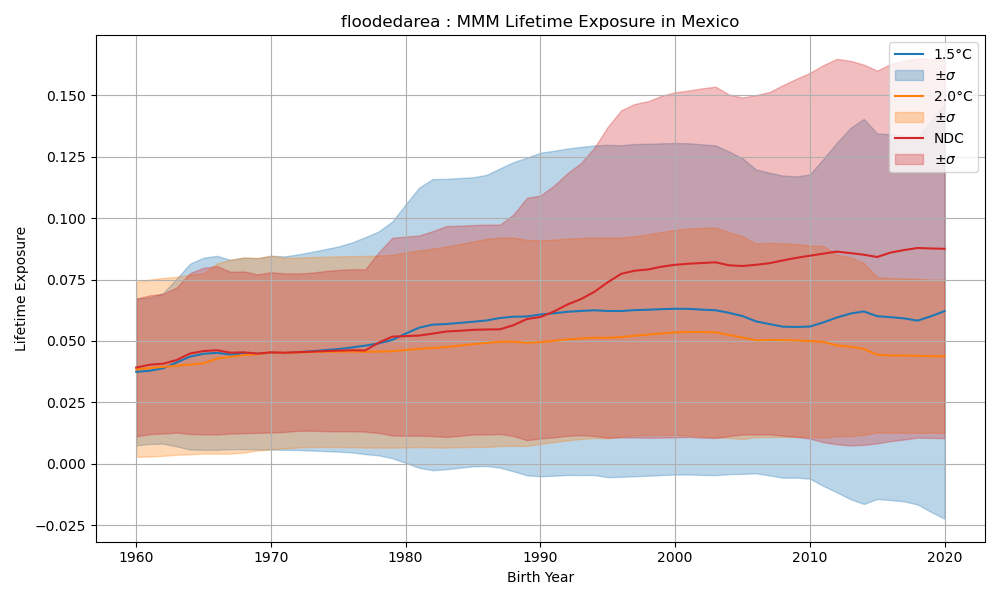 floodedarea : MMM Lifetime Exposure in Mexico
1.5°C
±σ
2.0°C
±σ
NDC
±σ
Lifetime Exposure
0.150
0.125
0.100
0.075
0.050
0.025
0.000
−0.025
1960 1970 1980 1990 2000 2010 2020
Birth Year